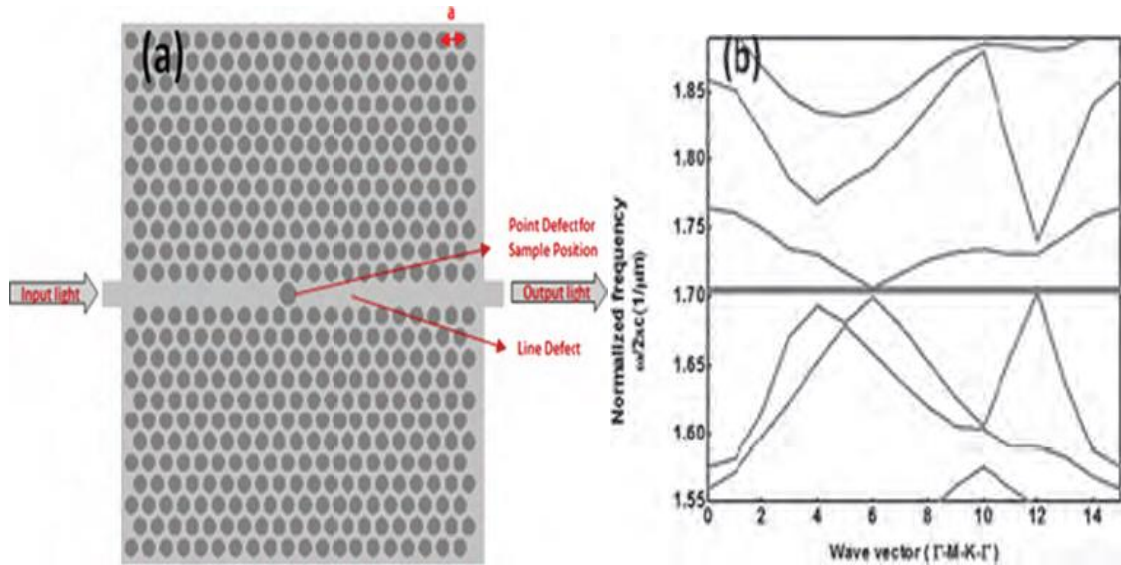 a
(a)
Point Defect for
Sample Position
Input light
Output light
Line Defect
(b)
Normalized frequency
ω/2πc (1/μm)
1.85
1.80
1.75
1.70
1.65
1.60
1.55
0 2 4 6 8 10 12 14
Wave vector (Γ-M-K-Γ)